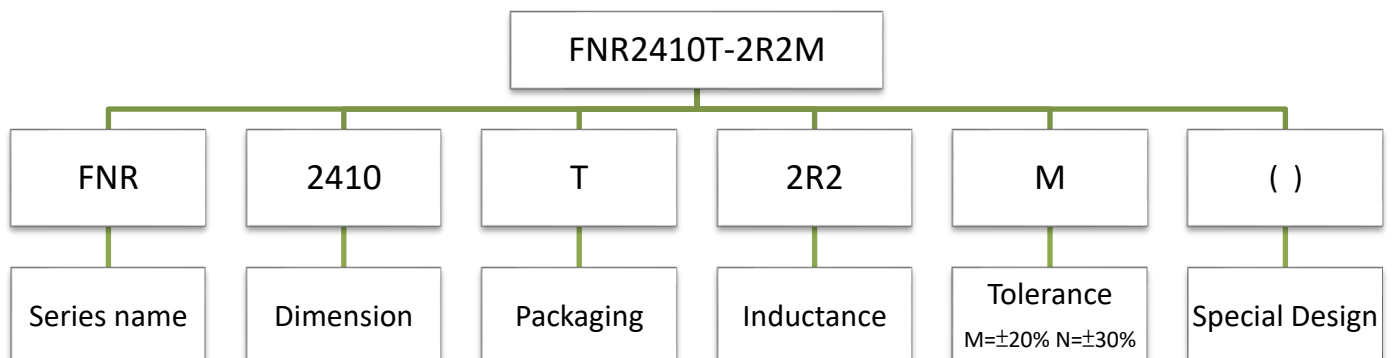 FNR2410T-2R2M
FNR
2410
T
2R2
M
( )
Series name
Dimension
Packaging
Inductance
Tolerance
M=±20% N=±30%
Special Design